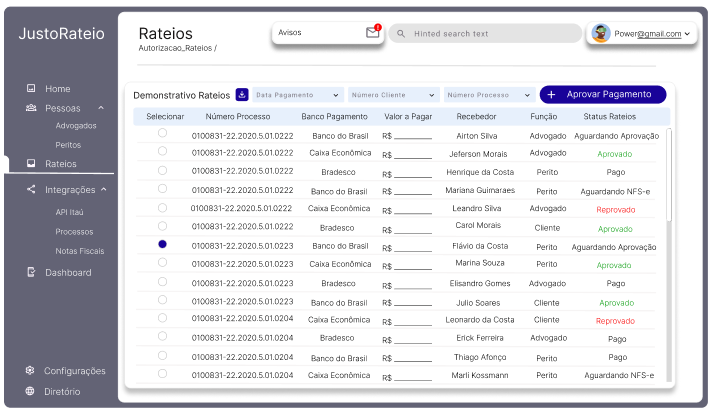 JustoRateio
Home
Pessoas
Advogados
Peritos
Rateios
Integrações
API Itaú
Processos
Notas Fiscais
Dashboard
Configurações
Diretório
Rateios
Autorizacao_Rateios /
Avisos
Hinted search text
Power@gmail.com
Demonstrativo Rateios
Data Pagamento
Número Cliente
Número Processo
+ Aprovar Pagamento
Selecionar Número Processo Banco Pagamento Valor a Pagar Recebedor Função Status Rateios
0100831-22.2020.5.01.0222 Banco do Brasil R$ ________ Airton Silva Advogado Aguardando Aprovação
0100831-22.2020.5.01.0222 Caixa Econômica R$ ________ Jeferson Morais Advogado Aprovado
0100831-22.2020.5.01.0222 Bradesco R$ ________ Henrique da Costa Perito Pago
0100831-22.2020.5.01.0222 Banco do Brasil R$ ________ Mariana Guimaraes Perito Aguardando NFS-e
0100831-22.2020.5.01.0222 Caixa Econômica R$ ________ Leandro Silva Advogado Reprovado
0100831-22.2020.5.01.0222 Bradesco R$ ________ Carol Morais Cliente Aprovado
0100831-22.2020.5.01.0223 Banco do Brasil R$ ________ Flávio da Costa Perito Aguardando Aprovação
0100831-22.2020.5.01.0223 Caixa Econômica R$ ________ Marina Souza Perito Aprovado
0100831-22.2020.5.01.0223 Bradesco R$ ________ Elisandro Gomes Advogado Pago
0100831-22.2020.5.01.0223 Banco do Brasil R$ ________ Julio Soares Cliente Aprovado
0100831-22.2020.5.01.0204 Caixa Econômica R$ ________ Leonardo da Costa Cliente Reprovado
0100831-22.2020.5.01.0204 Bradesco R$ ________ Erick Ferreira Advogado Pago
0100831-22.2020.5.01.0204 Banco do Brasil R$ ________ Thiago Afonço Perito Pago
0100831-22.2020.5.01.0204 Caixa Econômica R$ ________ Marli Kossmann Perito Aguardando NFS-e